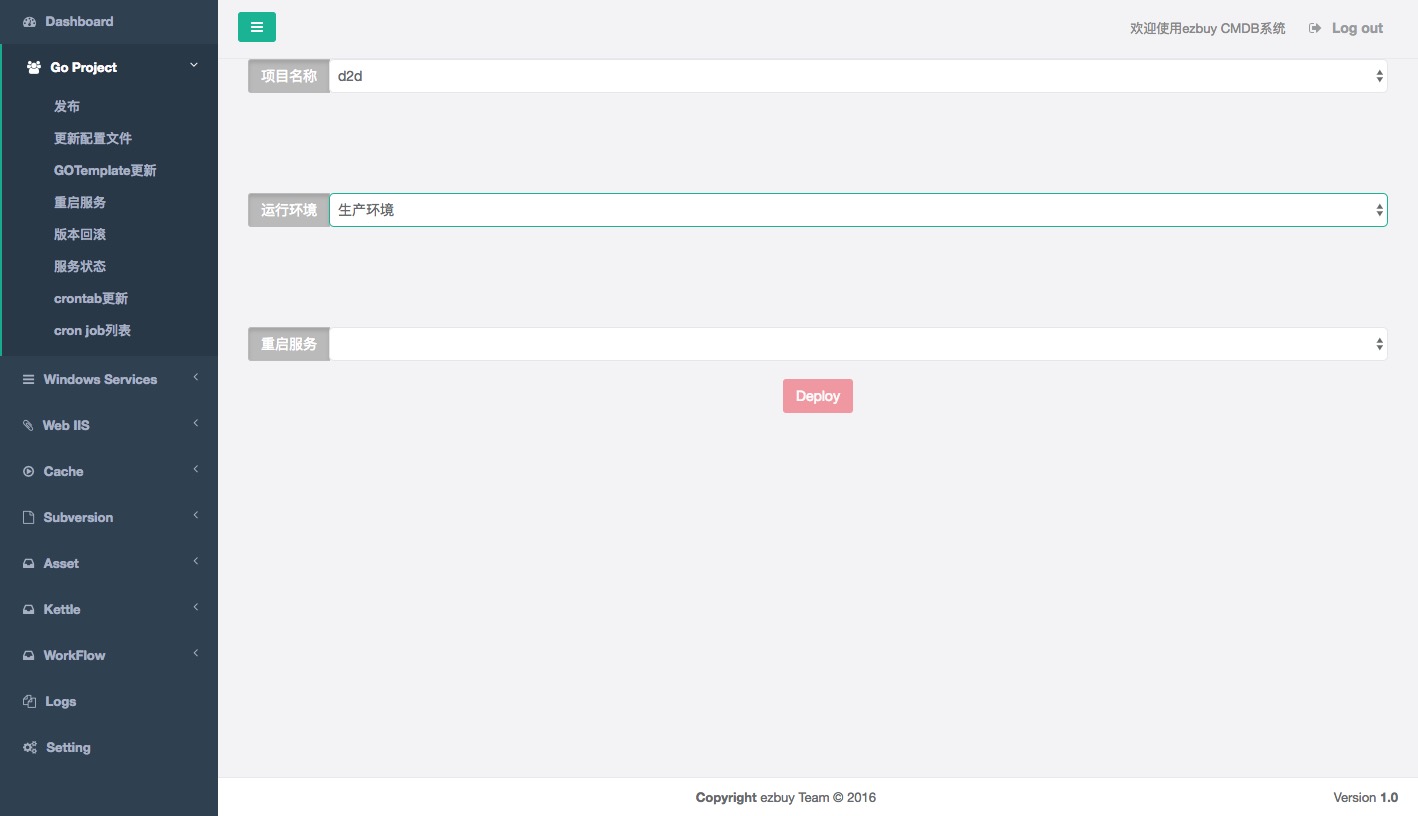 Dashboard
Go Project
发布
更新配置文件
GOTemplate更新
重启服务
版本回滚
服务状态
crontab更新
cron job列表
Windows Services
Web IIS
Cache
Subversion
Asset
Kettle
WorkFlow
Logs
Setting
欢迎使用ezbuy CMDB系统 Log out
项目名称 d2d
运行环境 生产环境
重启服务
Deploy
Copyright ezbuy Team © 2016 Version 1.0